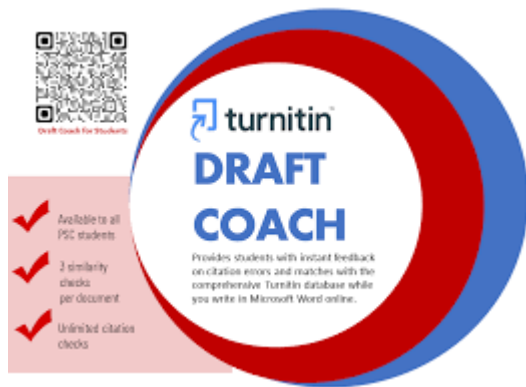 Draft Coach For Students
turnitin
DRAFT
COACH
Provides students with instant feedback
on citation errors and matches with the
comprehensive Turnitin database while
you write in Microsoft Word online.
Available to all
PSC students
3 similarity
checks
per document
Unlimited citation
checks